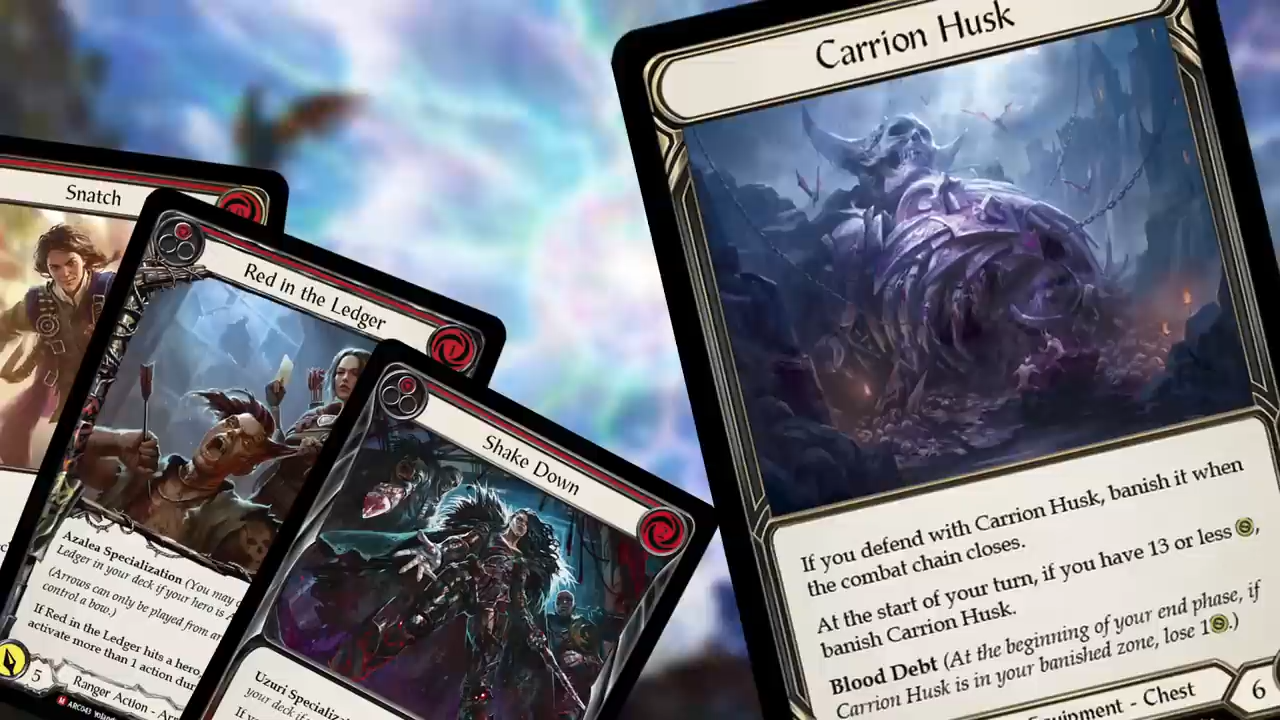 Snatch
Red in the Ledger
Azalea Specialization (You may
Ledger in your deck if your hero is
(Arrows can only be played from
control a bow.)
If Red in the Ledger hits a hero,
activate more than 1 action
5
Ranger Action -
M ARC043
Shake Down
Uzuri
your deck if
Carrion Husk
If you defend with Carrion Husk, banish it when
the combat chain closes.
At the start of your turn, if you have 13 or less
banish Carrion Husk.
Blood Debt (At the beginning of your end phase, if
Carrion Husk is in your banished zone, lose 1 .)
- Chest
6